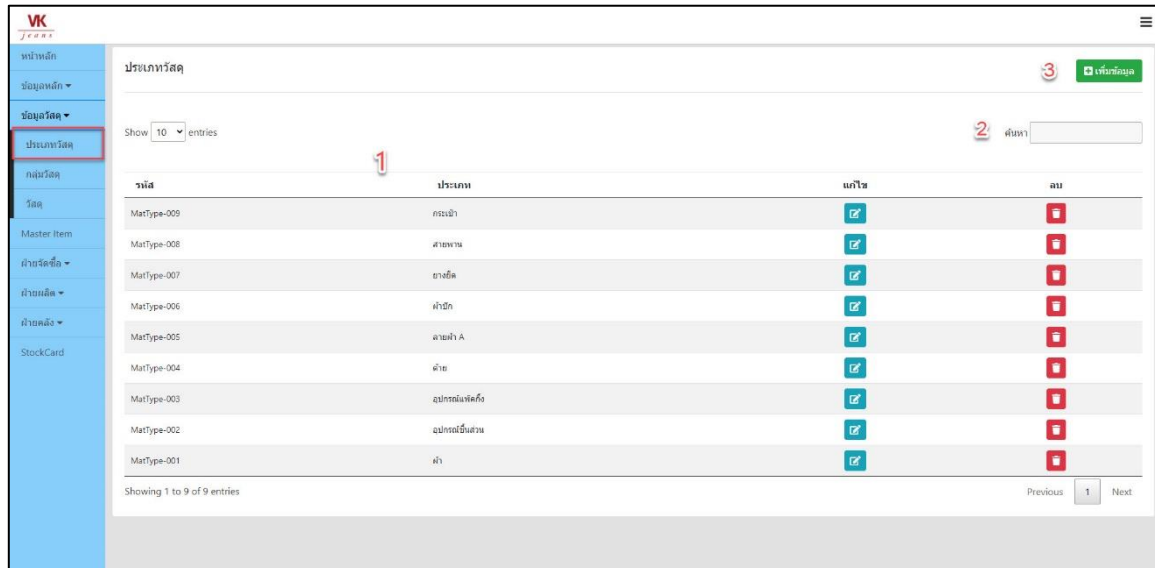 VK
jeans
หน้าหลัก
ข้อมูลหลัก
ข้อมูลวัสดุ
ประเภทวัสดุ
กลุ่มวัสดุ
วัสดุ
Master Item
ฝ่ายจัดซื้อ
ฝ่ายผลิต
ฝ่ายคลัง
StockCard
ประเภทวัสดุ
3 เพิ่มข้อมูล
Show 10 entries
2 ค้นหา
1
รหัส ประเภท แก้ไข ลบ
MatType-009 กระเป๋า
MatType-008 สายพาน
MatType-007 ยางยืด
MatType-006 ผ้าปัก
MatType-005 ลายผ้า A
MatType-004 ด้าย
MatType-003 อุปกรณ์แพ้คกิ้ง
MatType-002 อุปกรณ์ชิ้นส่วน
MatType-001 ผ้า
Showing 1 to 9 of 9 entries
Previous 1 Next